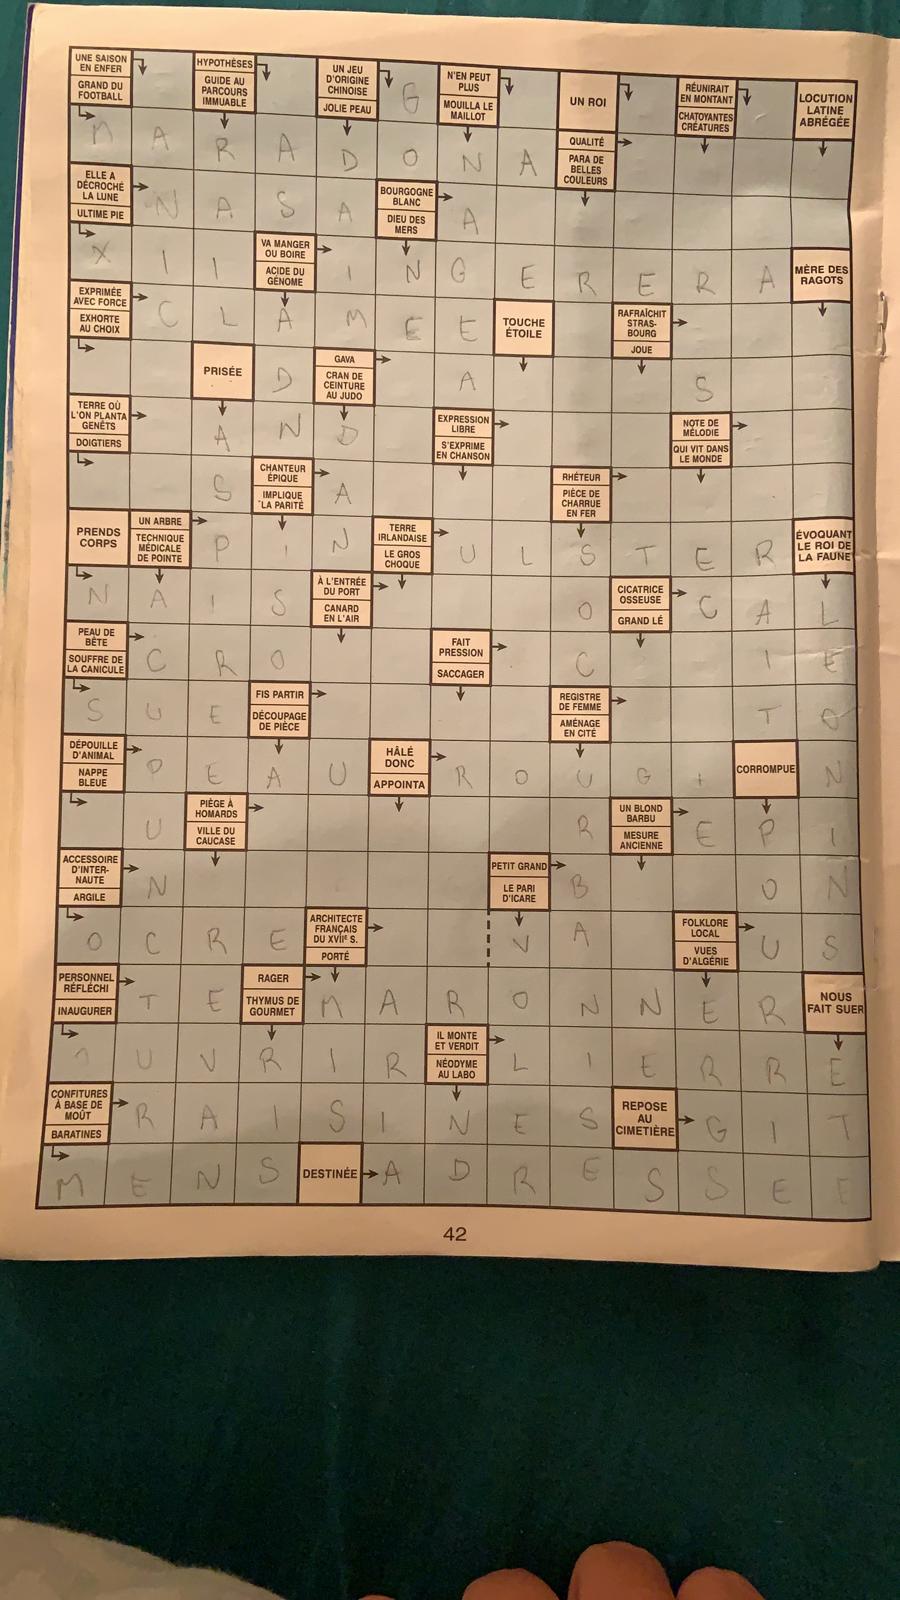 UNE SAISON
EN ENFER
GRAND DU
FOOTBALL
HYPOTHÈSES
GUIDE AU
PARCOURS
IMMUABLE
UN JEU
D'ORIGINE
CHINOISE
JOLIE PEAU
G
N'EN PEUT
PLUS
MOUILLA LE
MAILLOT
UN ROI
RÉUNIRAIT
EN MONTANT
CHATOYANTES
CRÉATURES
LOCUTION
LATINE
ABRÉGÉE
M A R A D O N A
QUALITÉ
PARA DE
BELLES
COULEURS
ELLE A
DÉCROCHÉ
LA LUNE
ULTIME PIE
N A S A
BOURGOGNE
BLANC
DIEU DES
MERS
A
X I I
VA MANGER
OU BOIRE
ACIDE DU
GÉNOME
I N G E R E R A
MÈRE DES
RAGOTS
EXPRIMÉE
AVEC FORCE
EXHORTE
AU CHOIX
C L A M E E
TOUCHE
ÉTOILE
RAFRAÎCHIT
STRAS-
BOURG
JOUE
PRISÉE
D
GAVA
CRAN DE
CEINTURE
AU JUDO
A S
TERRE OÙ
L'ON PLANTA
GENÊTS
DOIGTIERS
A N D
EXPRESSION
LIBRE
S'EXPRIME
EN CHANSON
NOTE DE
MÉLODIE
QUI VIT DANS
LE MONDE
S
CHANTEUR
ÉPIQUE
IMPLIQUE
LA PARITÉ
A
RHÉTEUR
PIÈCE DE
CHARRUE
EN FER
PRENDS
CORPS
UN ARBRE
TECHNIQUE
MÉDICALE
DE POINTE
P I N
TERRE
IRLANDAISE
LE GROS
CHOQUE
U L S T E R
ÉVOQUANT
LE ROI DE
LA FAUNE
N A I S
À L'ENTRÉE
DU PORT
CANARD
EN L'AIR
O
CICATRICE
OSSEUSE
GRAND LÉ
C A L
PEAU DE
BÊTE
SOUFFRE DE
LA CANICULE
C R O
FAIT
PRESSION
SACCAGER
C I E
S U E
FIS PARTIR
DÉCOUPAGE
DE PIÈCE
REGISTRE
DE FEMME
AMÉNAGE
EN CITÉ
T O
DÉPOUILLE
D'ANIMAL
NAPPE
BLEUE
P E A U
HÂLÉ
DONC
APPOINTA
R O U G I
CORROMPUE
N
U
PIÈGE À
HOMARDS
VILLE DU
CAUCASE
R
UN BLOND
BARBU
MESURE
ANCIENNE
E P I
ACCESSOIRE
D'INTER-
NAUTE
ARGILE
N
PETIT GRAND
LE PARI
D'ICARE
B O N
O C R E
ARCHITECTE
FRANÇAIS
DU XVIIe S.
PORTÉ
V A
FOLKLORE
LOCAL
VUES
D'ALGÉRIE
U S
PERSONNEL
RÉFLÉCHI
INAUGURER
T E
RAGER
THYMUS DE
GOURMET
M A R O N N E R
NOUS
FAIT SUER
O U V R I R
IL MONTE
ET VERDIT
NÉODYME
AU LABO
L I E R R E
CONFITURES
À BASE DE
MOÛT
BARATINES
R A I S I N E S
REPOSE
AU
CIMETIÈRE
G I T
M E N S
DESTINÉE
A D R E S S E E
42